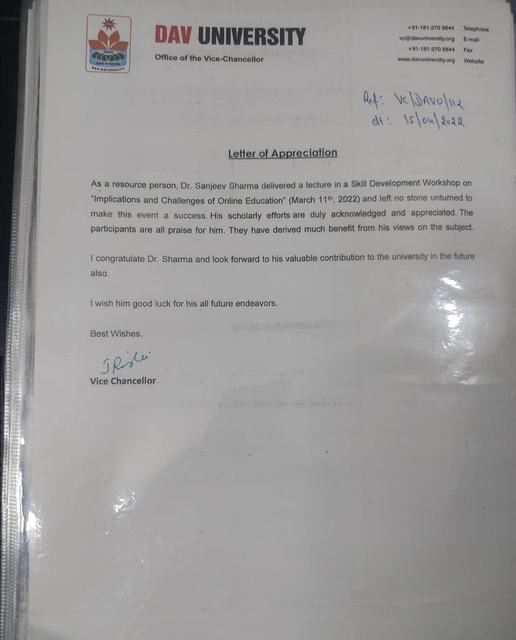 DAV UNIVERSITY
Office of the Vice-Chancellor
+91-181-270 8844 Telephone
vc@davuniversity.org E-mail
+91-181-270 8844 Fax
www.davuniversity.org Website
DAV UNIVERSITY
Ref: VC/DAVU/112
dt: 15/04/2022
Letter of Appreciation
As a resource person, Dr. Sanjeev Sharma delivered a lecture in a Skill Development Workshop on
"Implications and Challenges of Online Education" (March 11th, 2022) and left no stone unturned to
make this event a success. His scholarly efforts are duly acknowledged and appreciated. The
participants are all praise for him. They have derived much benefit from his views on the subject.
I congratulate Dr. Sharma and look forward to his valuable contribution to the university in the future
also.
I wish him good luck for his all future endeavors.
Best Wishes,
Vice Chancellor